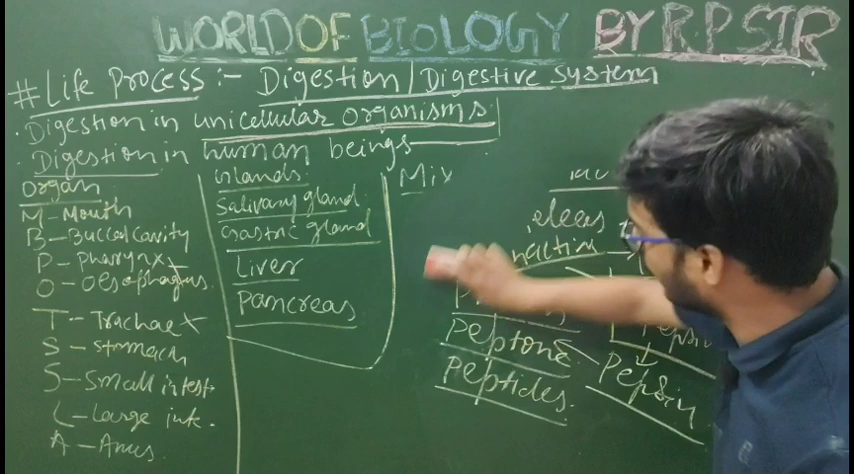 WORLD OF BIOLOGY BY R.P SIR
# Life Process :- Digestion / Digestive system
· Digestion in unicellular organisms.
· Digestion in human beings
organ
M - Mouth
B - Buccal cavity
P - Pharynx
O - Oesophagus.
T - Trachea X
S - Stomach
S - Small intest.
L - Large int.
A - Anus
Glands
Salivary gland.
Gastric gland
Liver
Pancreas
Mix
Peptone
Peptides.
Pepsi
Pepsin